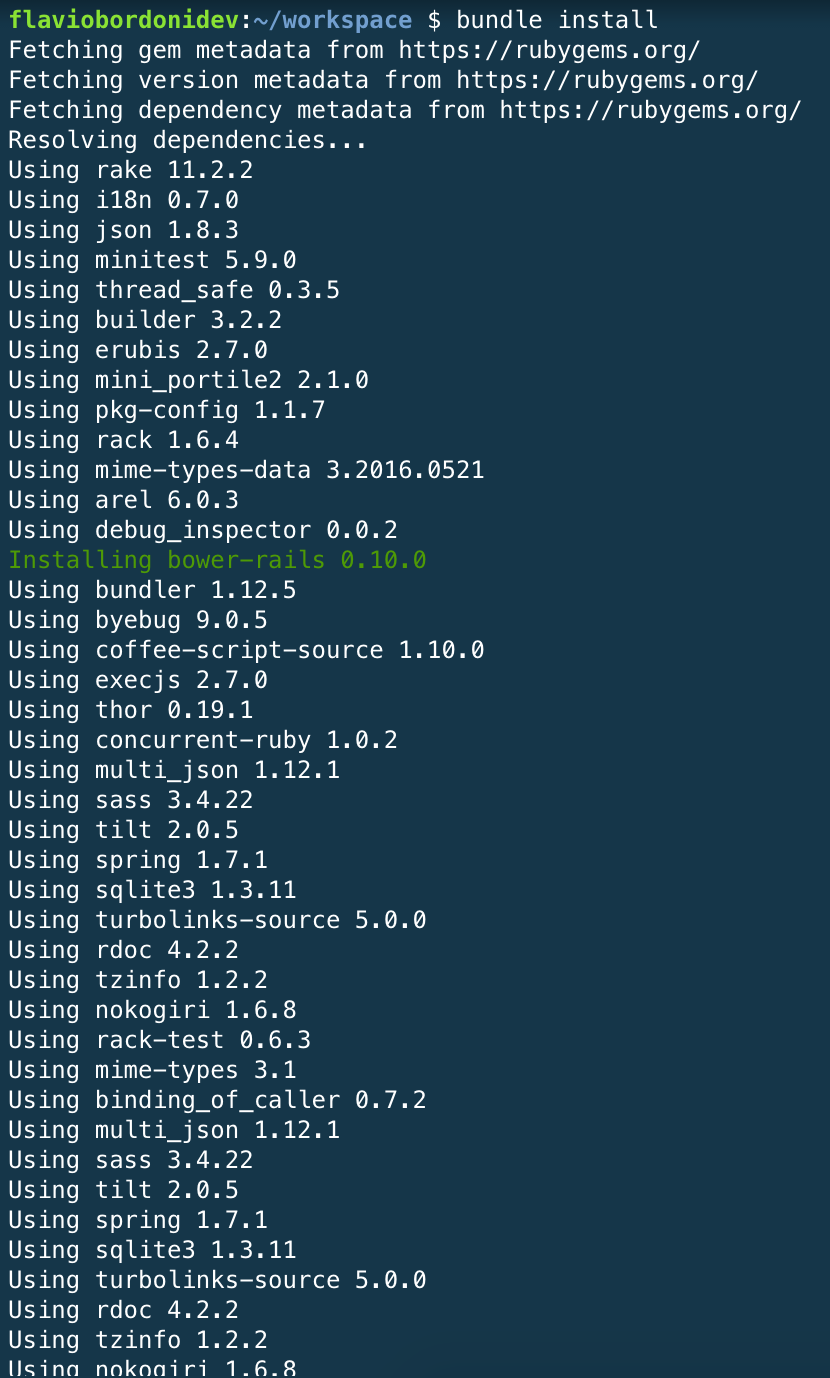 flaviobordonidev:~/workspace $ bundle install
Fetching gem metadata from https://rubygems.org/
Fetching version metadata from https://rubygems.org/
Fetching dependency metadata from https://rubygems.org/
Resolving dependencies...
Using rake 11.2.2
Using i18n 0.7.0
Using json 1.8.3
Using minitest 5.9.0
Using thread_safe 0.3.5
Using builder 3.2.2
Using erubis 2.7.0
Using mini_portile2 2.1.0
Using pkg-config 1.1.7
Using rack 1.6.4
Using mime-types-data 3.2016.0521
Using arel 6.0.3
Using debug_inspector 0.0.2
Installing bower-rails 0.10.0
Using bundler 1.12.5
Using byebug 9.0.5
Using coffee-script-source 1.10.0
Using execjs 2.7.0
Using thor 0.19.1
Using concurrent-ruby 1.0.2
Using multi_json 1.12.1
Using sass 3.4.22
Using tilt 2.0.5
Using spring 1.7.1
Using sqlite3 1.3.11
Using turbolinks-source 5.0.0
Using rdoc 4.2.2
Using tzinfo 1.2.2
Using nokogiri 1.6.8
Using rack-test 0.6.3
Using mime-types 3.1
Using binding_of_caller 0.7.2
Using multi_json 1.12.1
Using sass 3.4.22
Using tilt 2.0.5
Using spring 1.7.1
Using sqlite3 1.3.11
Using turbolinks-source 5.0.0
Using rdoc 4.2.2
Using tzinfo 1.2.2
Using nokogiri 1.6.8